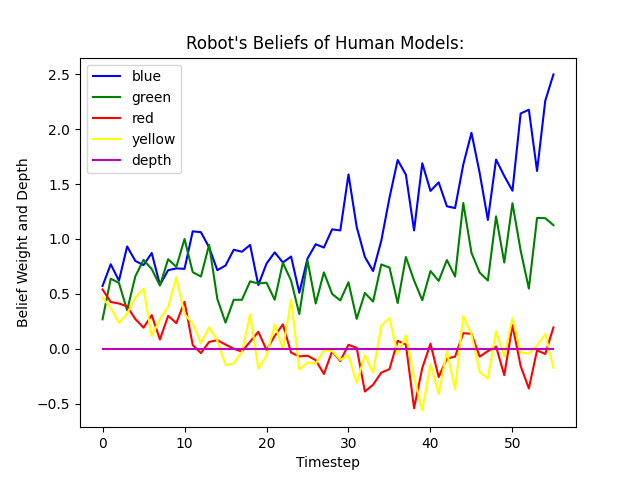 Robot's Beliefs of Human Models:
blue
green
red
yellow
depth
Belief Weight and Depth
2.5
2.0
1.5
1.0
0.5
0.0
−0.5
0 10 20 30 40 50
Timestep